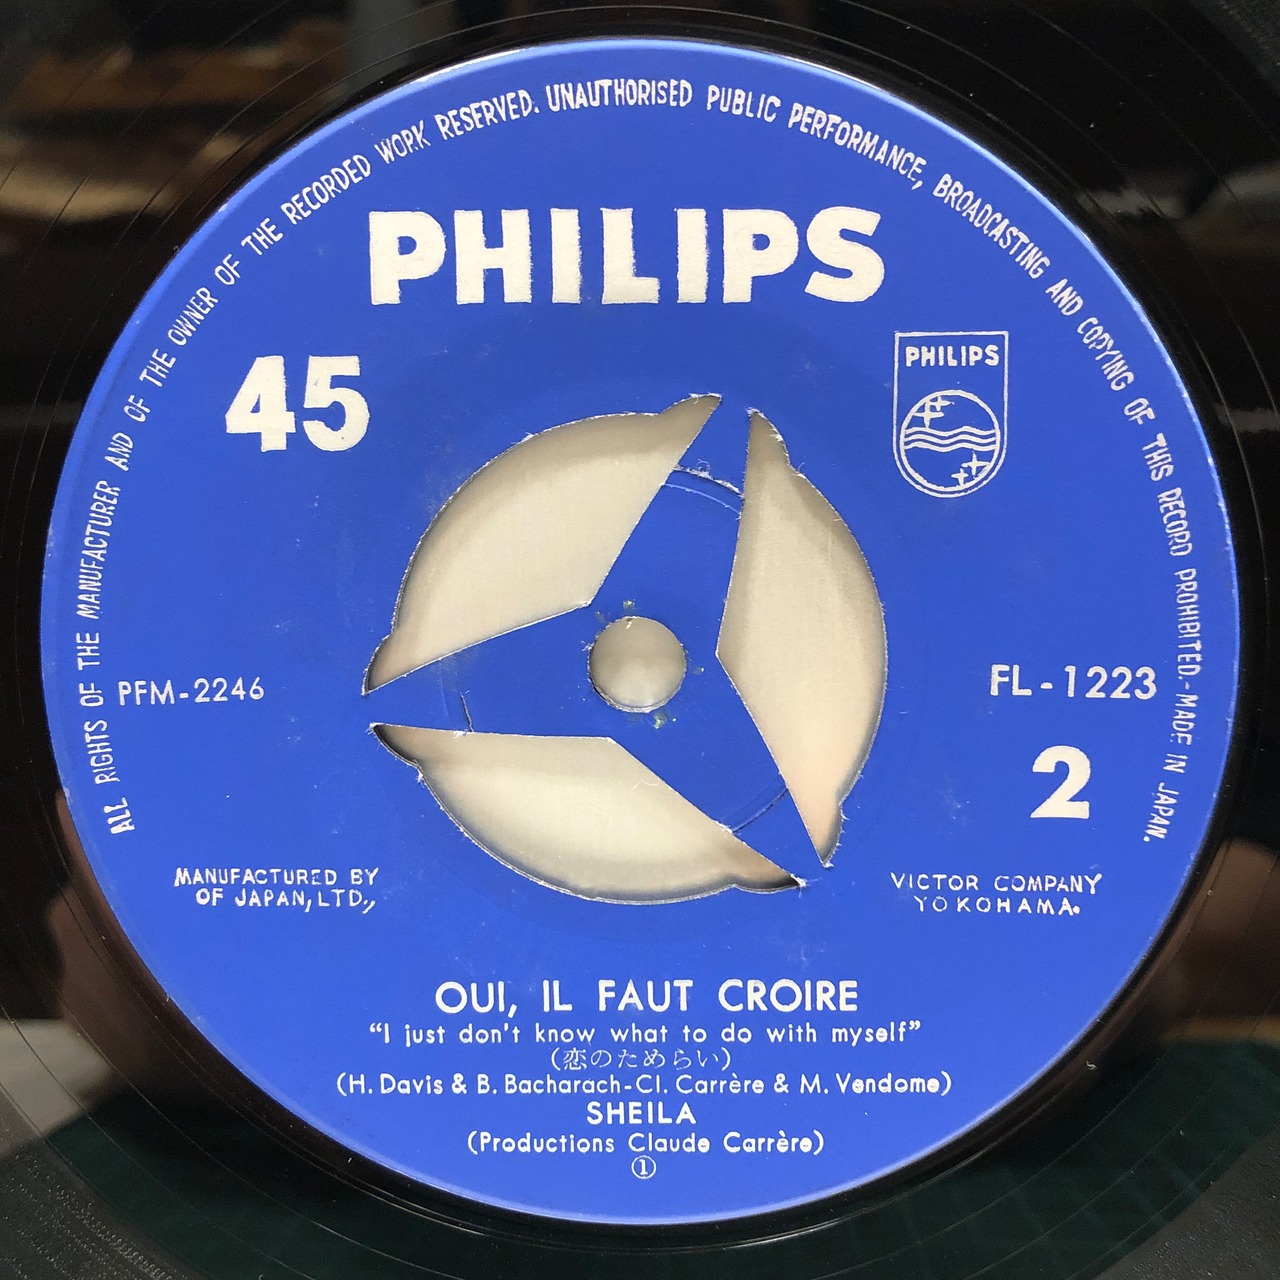 ALL RIGHTS OF THE MANUFACTURER AND OF THE OWNER OF THE RECORDED WORK RESERVED. UNAUTHORISED PUBLIC PERFORMANCE, BROADCASTING AND COPYING OF THIS RECORD PROHIBITED.-MADE IN JAPAN.
PHILIPS
45
PHILIPS
PFM-2246
FL-1223
2
MANUFACTURED BY
OF JAPAN, LTD.,
VICTOR COMPANY
YOKOHAMA.
OUI, IL FAUT CROIRE
“I just don't know what to do with myself”
(恋のためらい)
(H. Davis & B. Bacharach-Cl. Carrère & M. Vendome)
SHEILA
(Productions Claude Carrère)
①